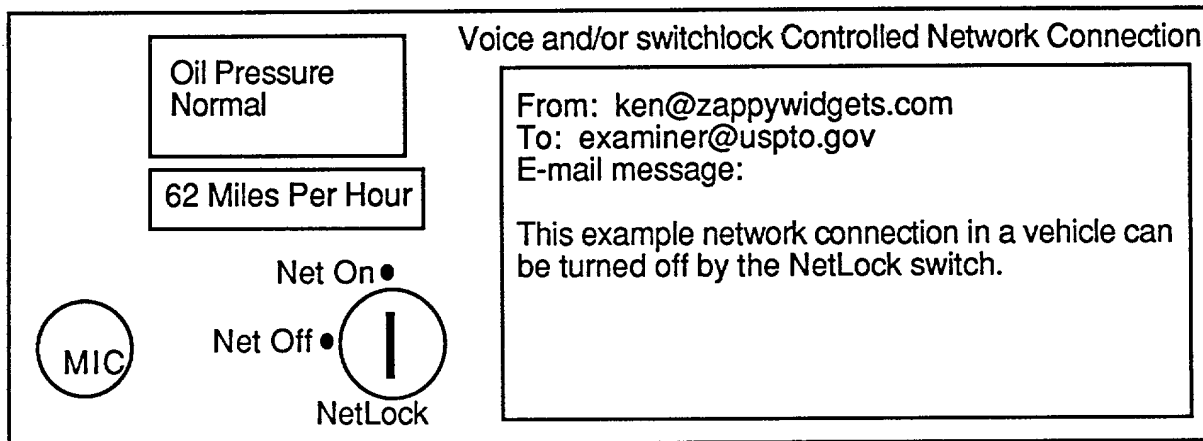 Voice and/or switchlock Controlled Network Connection
Oil Pressure
Normal
62 Miles Per Hour
Net On
Net Off
MIC
NetLock
From: ken@zappywidgets.com
To: examiner@uspto.gov
E-mail message:
This example network connection in a vehicle can
be turned off by the NetLock switch.